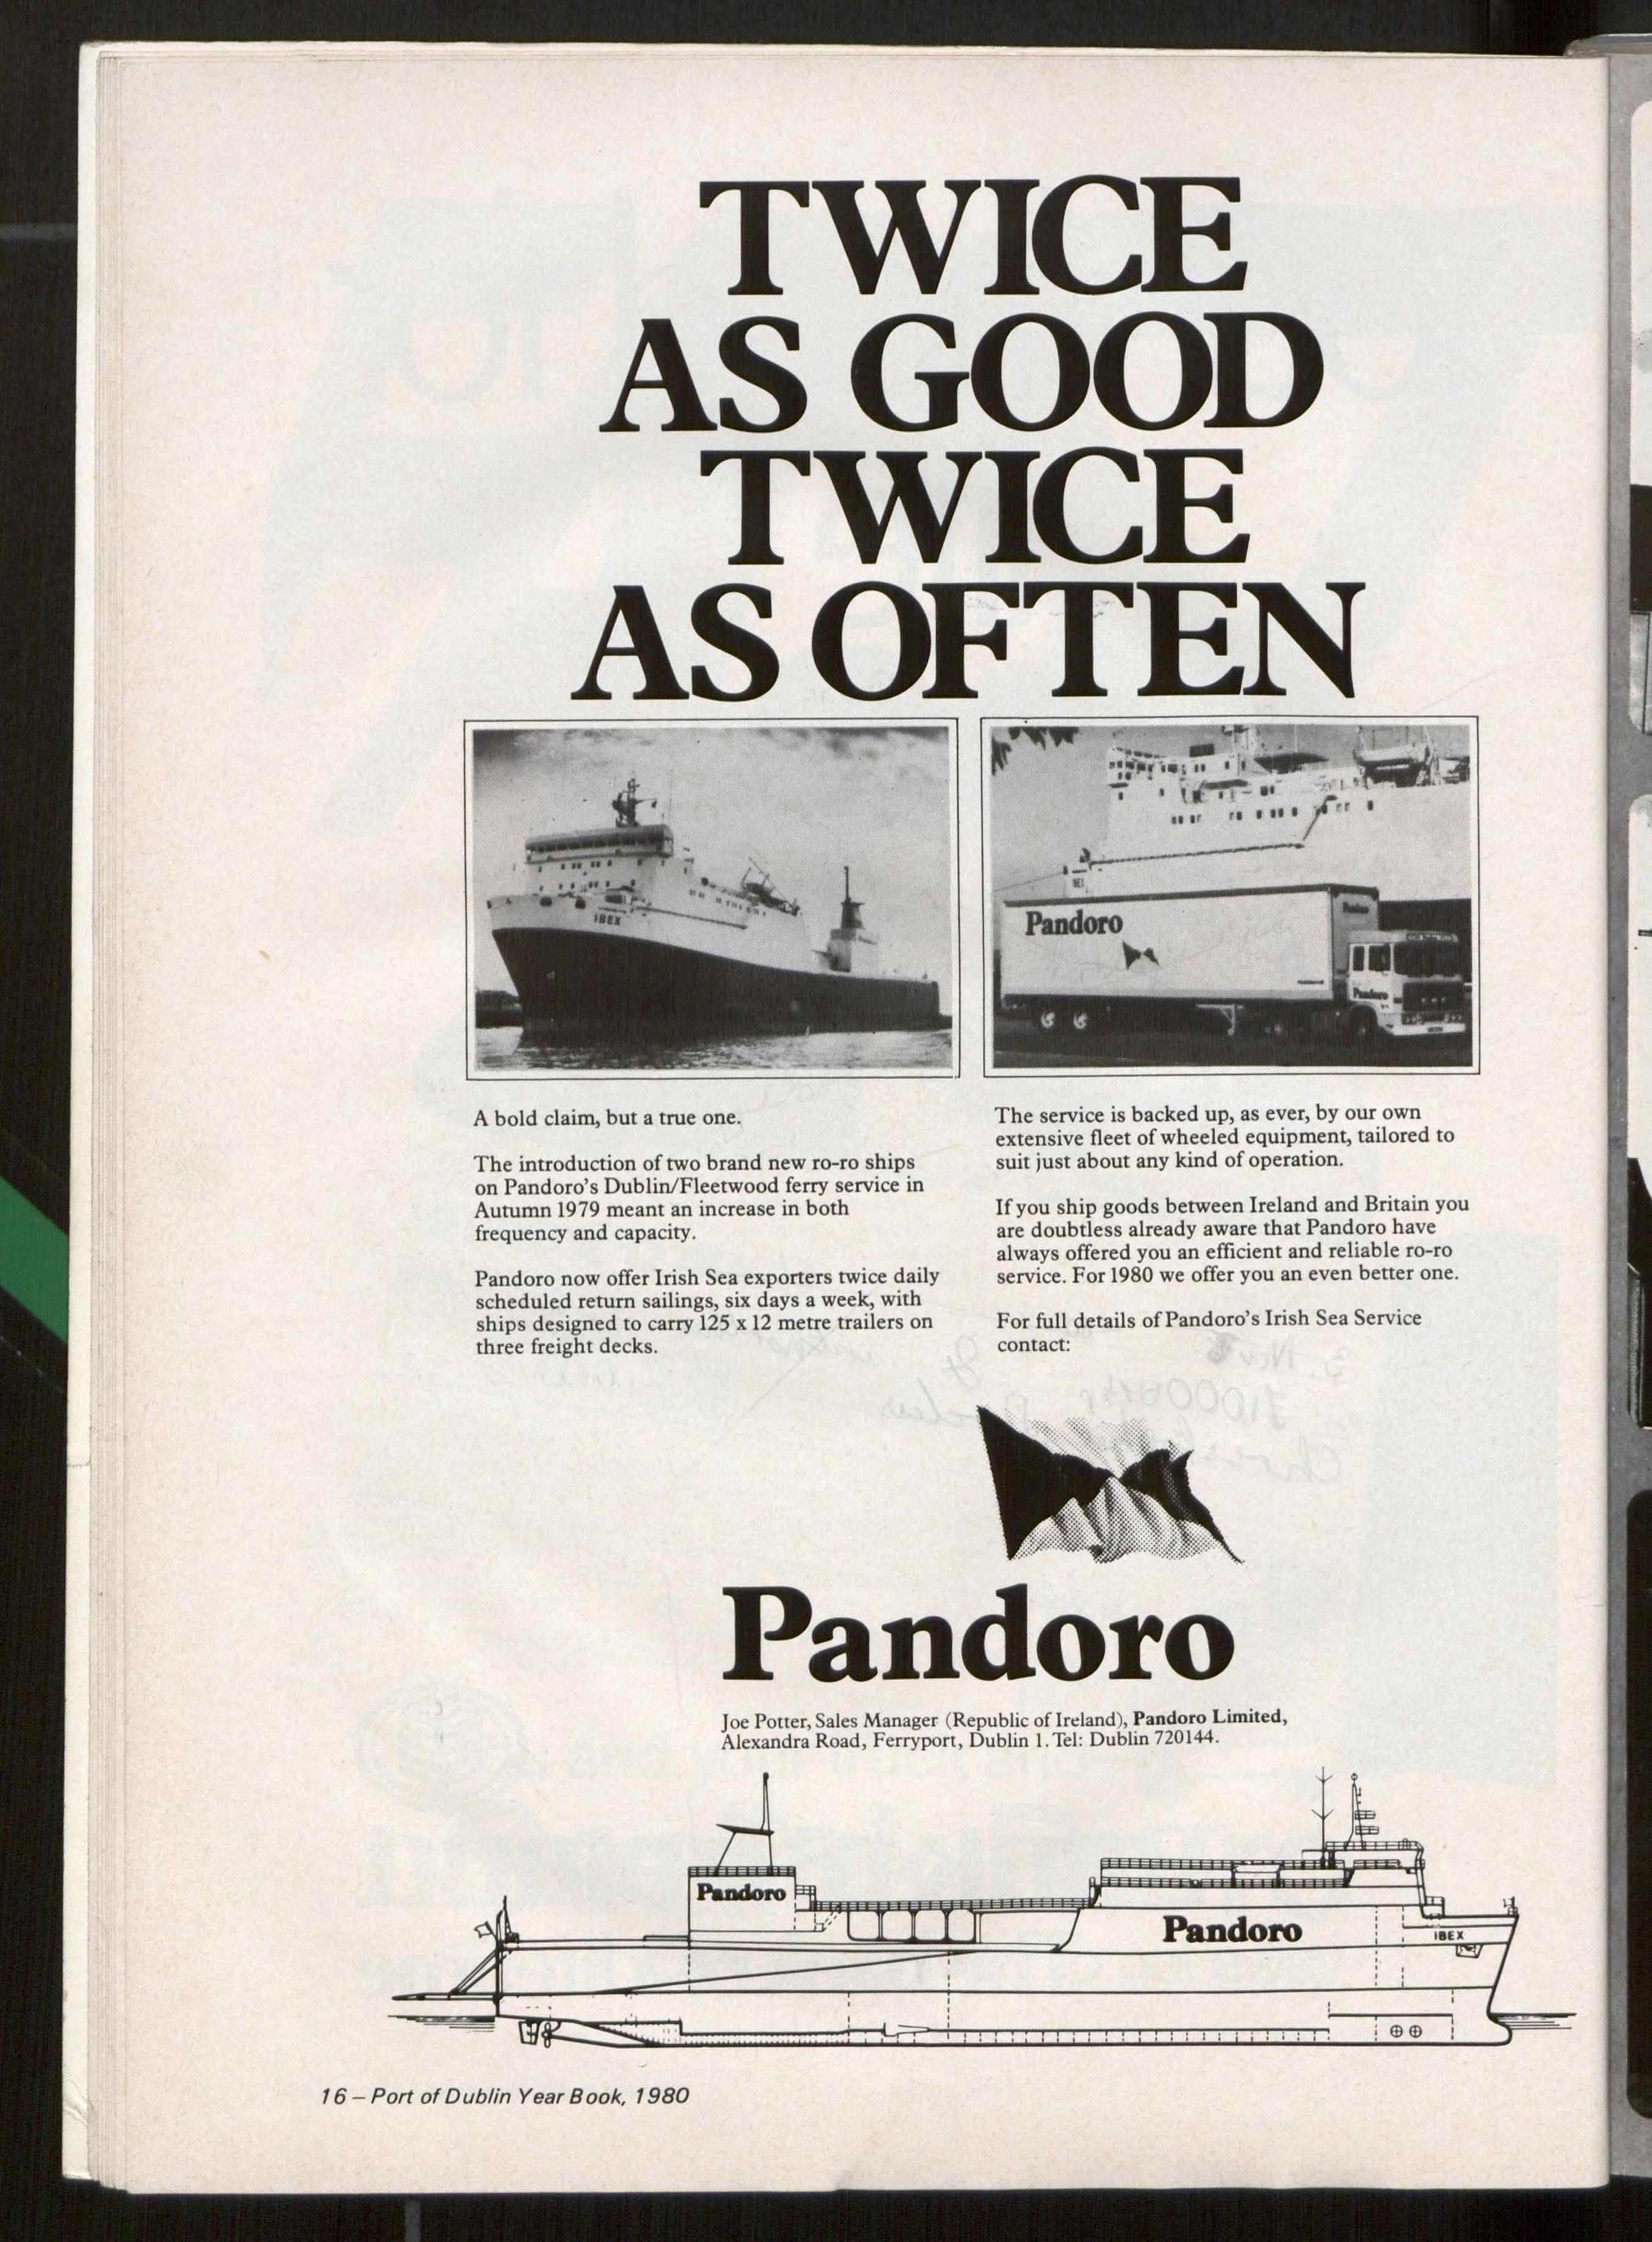 TWICE
AS GOOD
TWICE
AS OFTEN
IBEX
Pandoro
Pandoro
Pandoro
A bold claim, but a true one.
The introduction of two brand new ro-ro ships
on Pandoro's Dublin/Fleetwood ferry service in
Autumn 1979 meant an increase in both
frequency and capacity.
Pandoro now offer Irish Sea exporters twice daily
scheduled return sailings, six days a week, with
ships designed to carry 125 x 12 metre trailers on
three freight decks.
The service is backed up, as ever, by our own
extensive fleet of wheeled equipment, tailored to
suit just about any kind of operation.
If you ship goods between Ireland and Britain you
are doubtless already aware that Pandoro have
always offered you an efficient and reliable ro-ro
service. For 1980 we offer you an even better one.
For full details of Pandoro's Irish Sea Service
contact:
Pandoro
Joe Potter, Sales Manager (Republic of Ireland), Pandoro Limited,
Alexandra Road, Ferryport, Dublin 1. Tel: Dublin 720144.
Pandoro
Pandoro
IBEX
16 – Port of Dublin Year Book, 1980